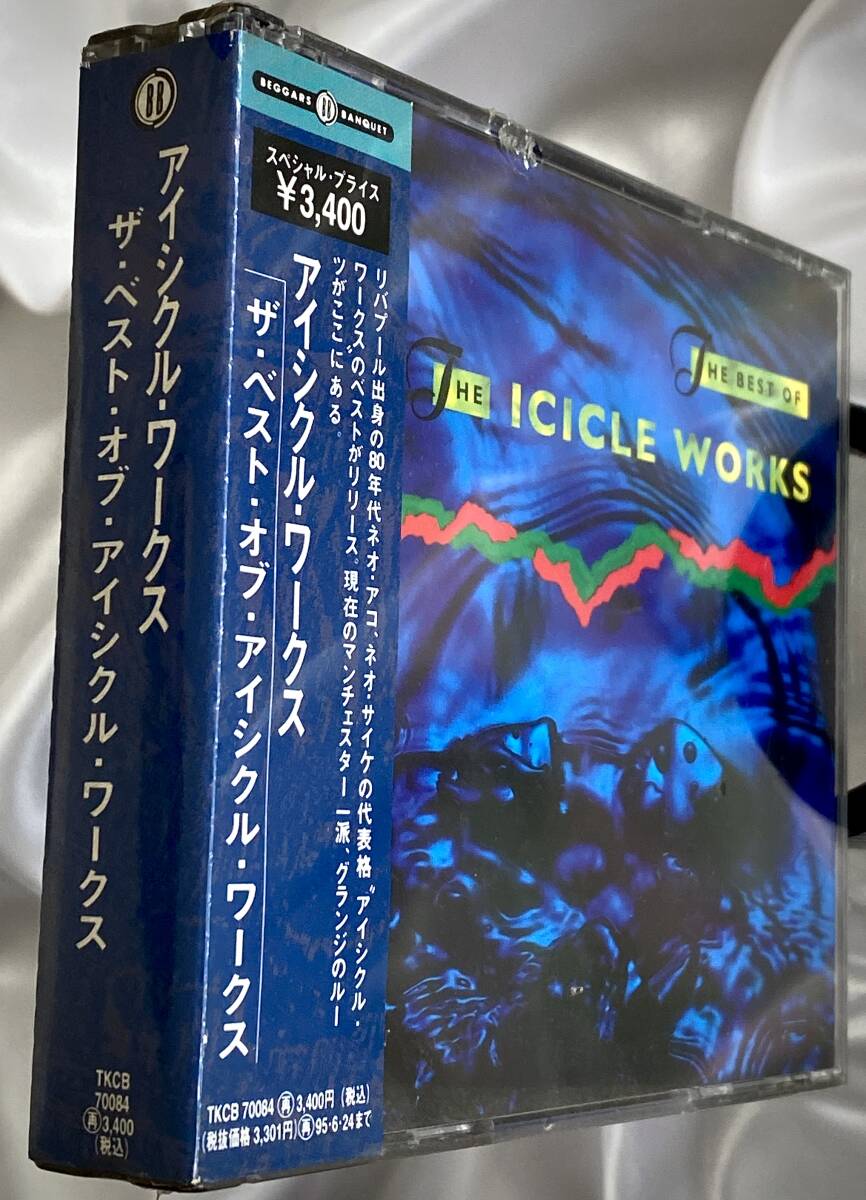 BB
アイシクル・ワークス
ザ・ベスト・オブ・アイシクル・ワークス
TKCB
70084
再3,400
(税込)
BEGGARS BB BANQUET
スペシャル・プライス
¥3,400
アイシクル・ワークス
ザ・ベスト・オブ・アイシクル・ワークス
リバプール出身の80年代ネオ・アコ、ネオ・サイケの代表格“アイシクル・
ワークス”のベストがリリース。現在のマンチェスター一派、グランジのルー
ツがここにある。
TKCB 70084 再3,400円(税込)
(税抜価格 3,301円)再95・6・24まで
THE BEST OF
THE ICICLE WORKS